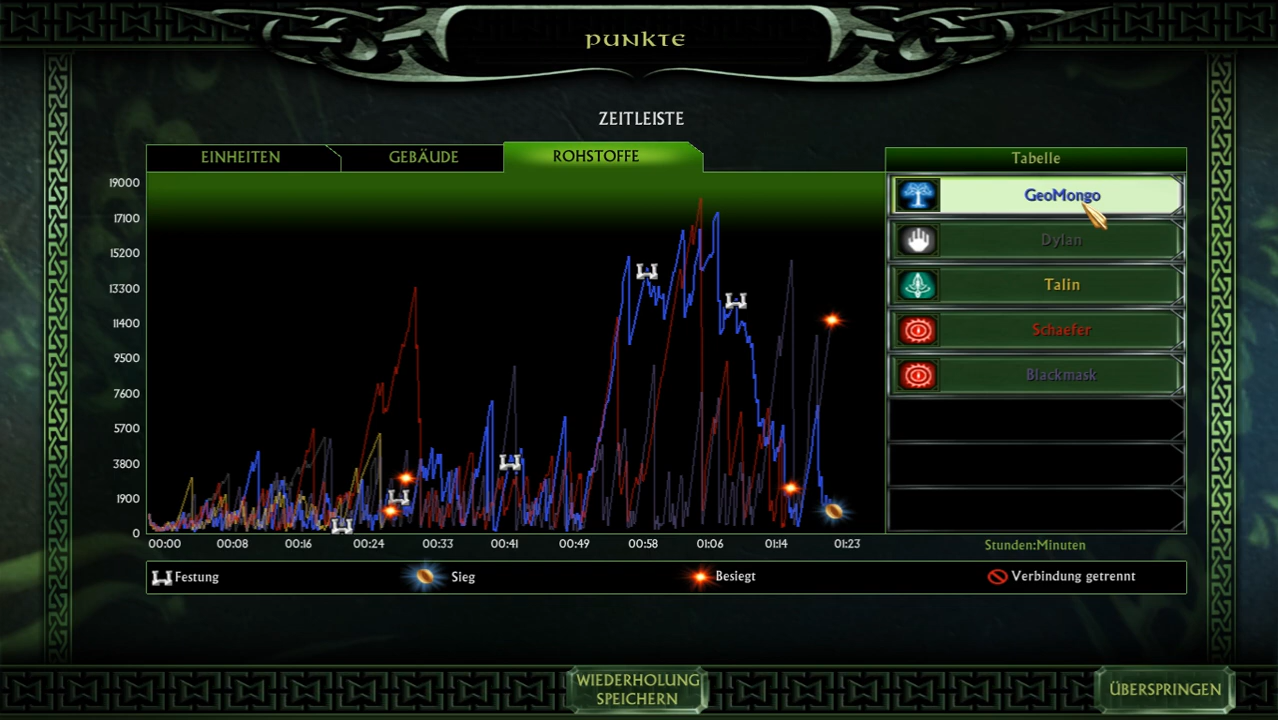 PUNKTE
ZEITLEISTE
EINHEITEN
GEBÄUDE
ROHSTOFFE
Tabelle
19000
17100
15200
13300
11400
9500
7600
5700
3800
1900
0
GeoMongo
Dylan
Talin
Schaefer
Blackmask
00:00 00:08 00:16 00:24 00:33 00:41 00:49 00:58 01:06 01:14 01:23
Stunden:Minuten
Festung
Sieg
Besiegt
Verbindung getrennt
WIEDERHOLUNG
SPEICHERN
ÜBERSPRINGEN